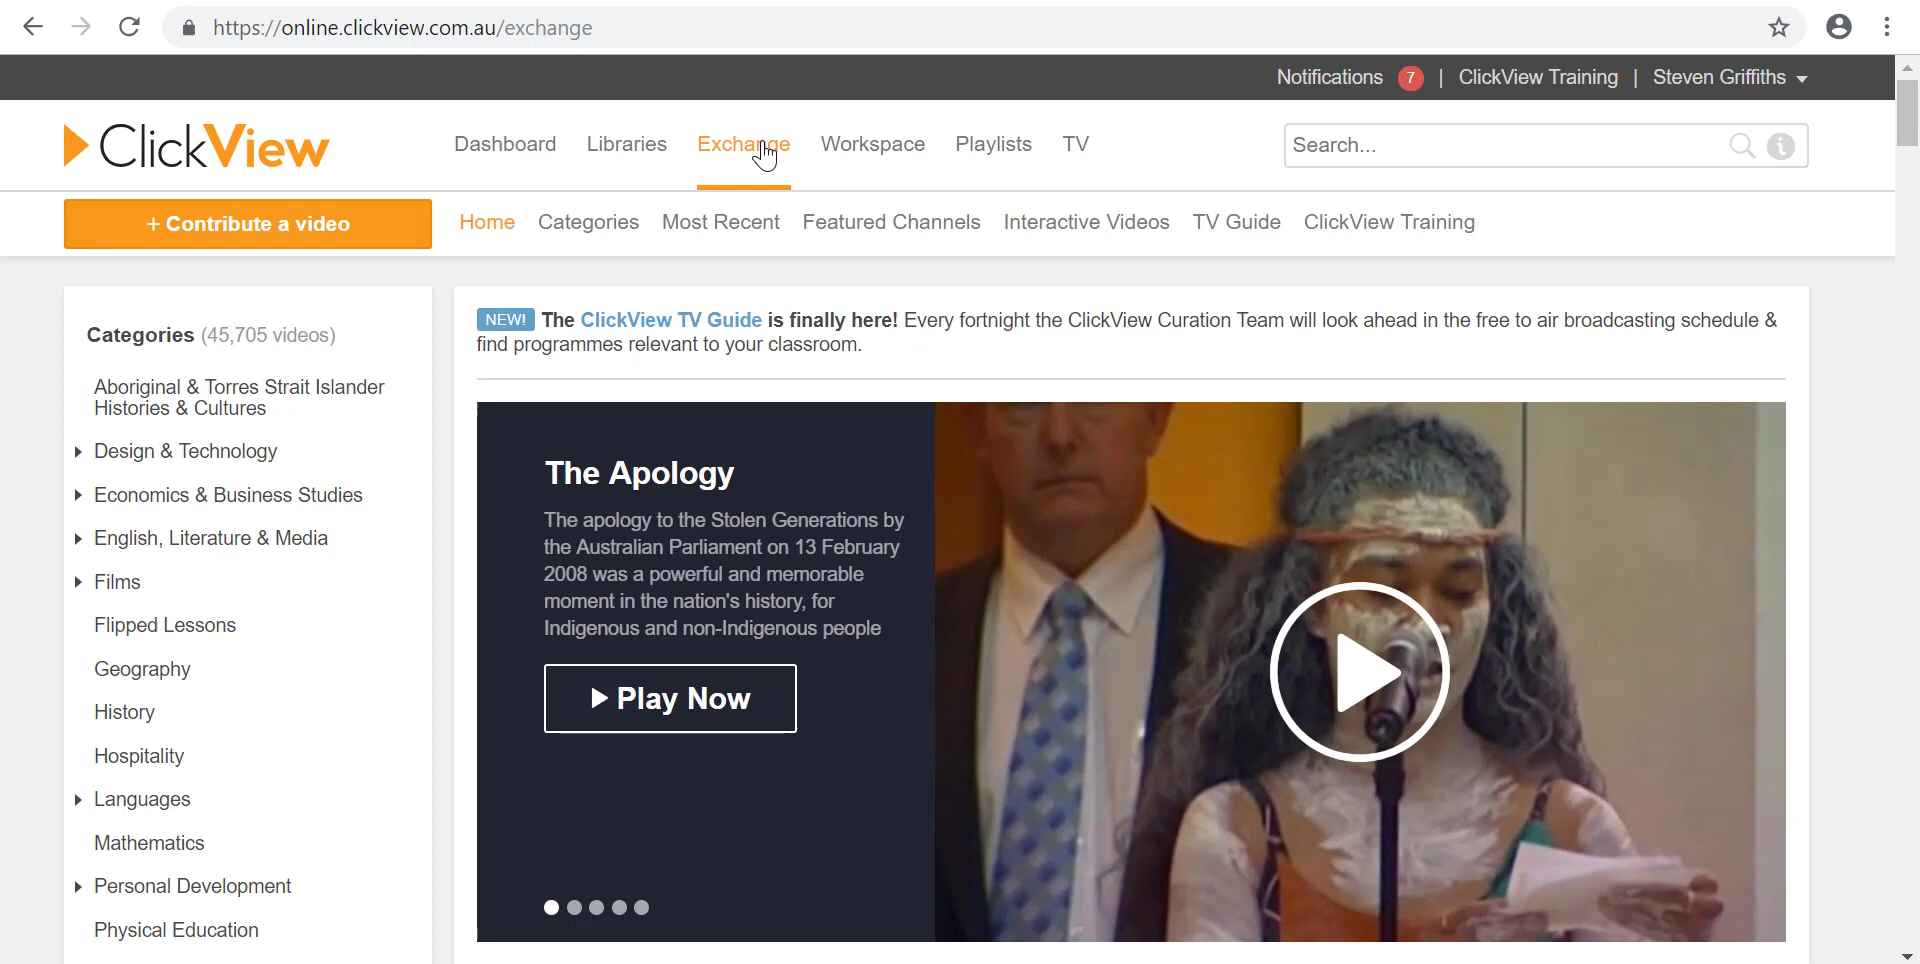 https://online.clickview.com.au/exchange
Notifications 7 | ClickView Training | Steven Griffiths
ClickView
Dashboard Libraries Exchange Workspace Playlists TV
Search...
+ Contribute a video
Home Categories Most Recent Featured Channels Interactive Videos TV Guide ClickView Training
Categories (45,705 videos)
Aboriginal & Torres Strait Islander
Histories & Cultures
Design & Technology
Economics & Business Studies
English, Literature & Media
Films
Flipped Lessons
Geography
History
Hospitality
Languages
Mathematics
Personal Development
Physical Education
NEW! The ClickView TV Guide is finally here! Every fortnight the ClickView Curation Team will look ahead in the free to air broadcasting schedule &
find programmes relevant to your classroom.
The Apology
The apology to the Stolen Generations by
the Australian Parliament on 13 February
2008 was a powerful and memorable
moment in the nation's history, for
Indigenous and non-Indigenous people
Play Now